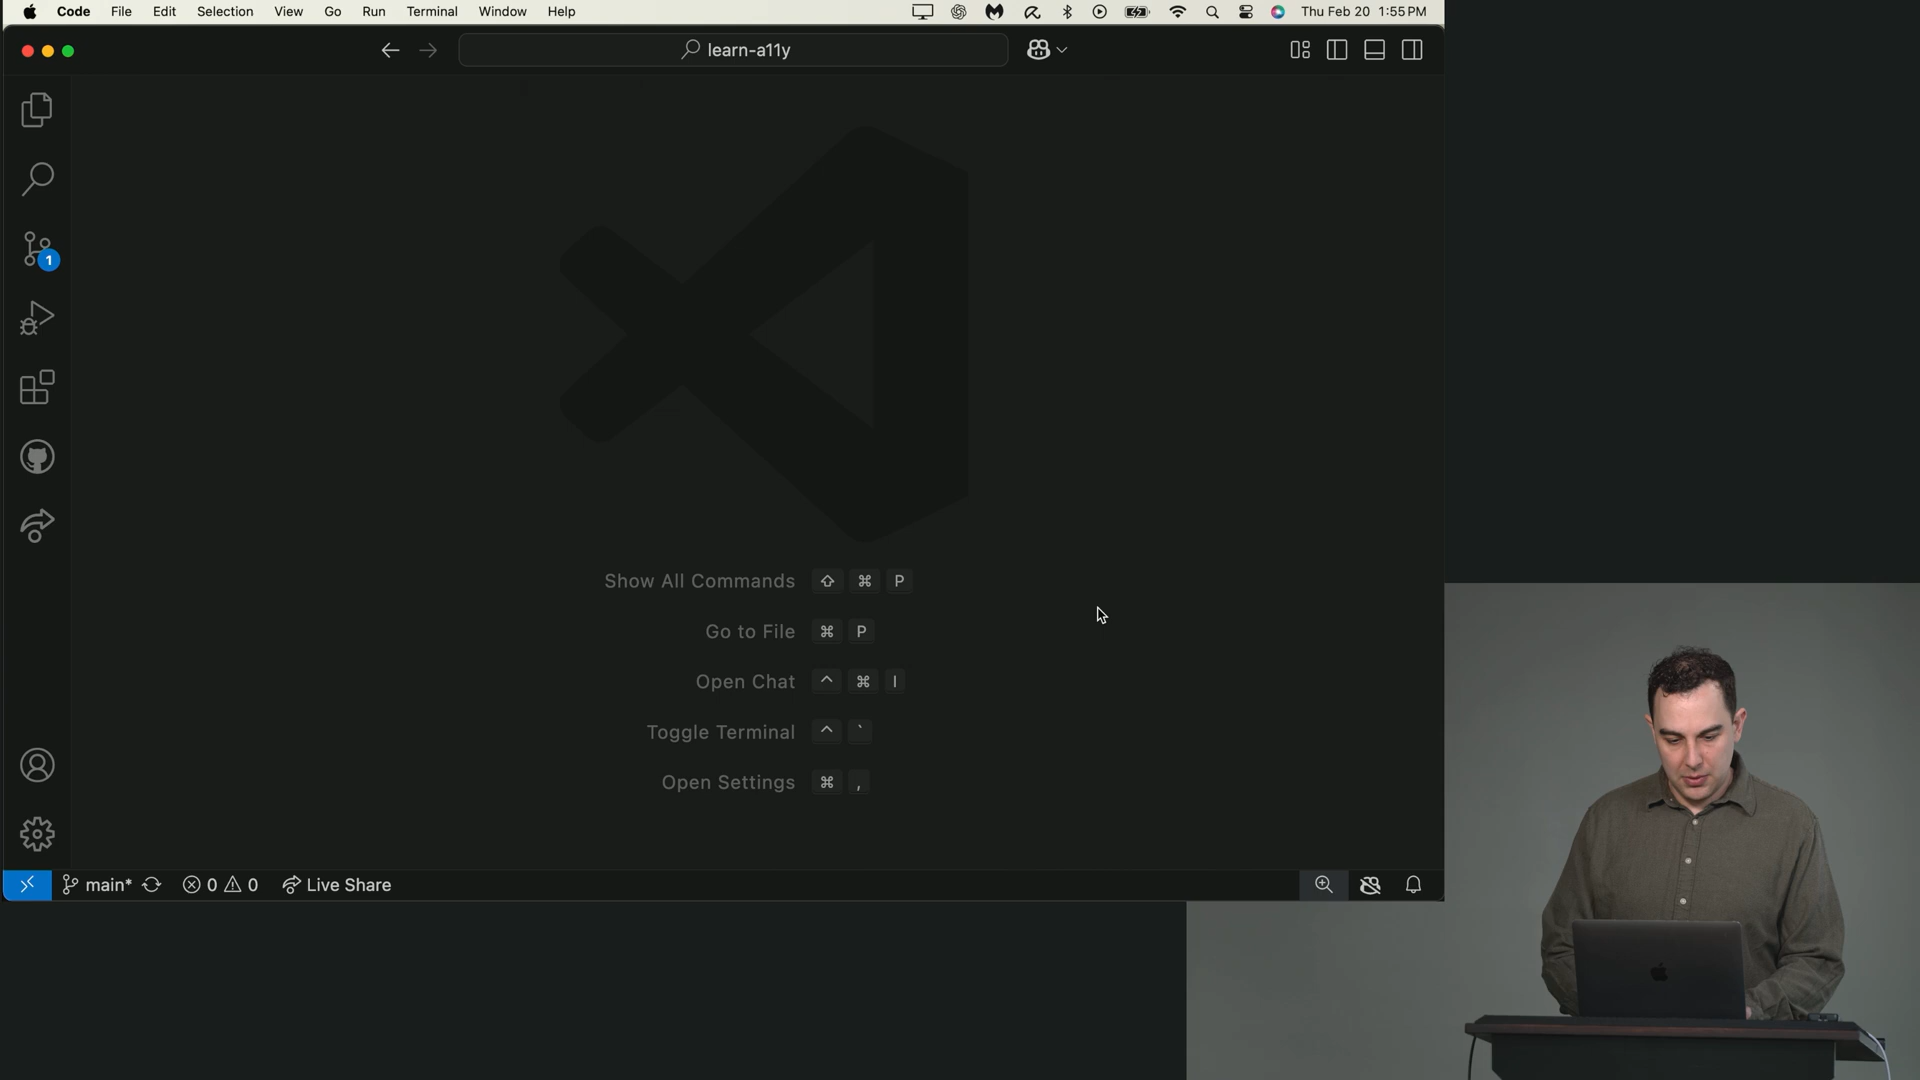 Code File Edit Selection View Go Run Terminal Window Help Thu Feb 20 1:55 PM
learn-a11y
1
Show All Commands ⇧ ⌘ P
Go to File ⌘ P
Open Chat ^ ⌘ I
Toggle Terminal ^ `
Open Settings ⌘ ,
main* 0 0 Live Share